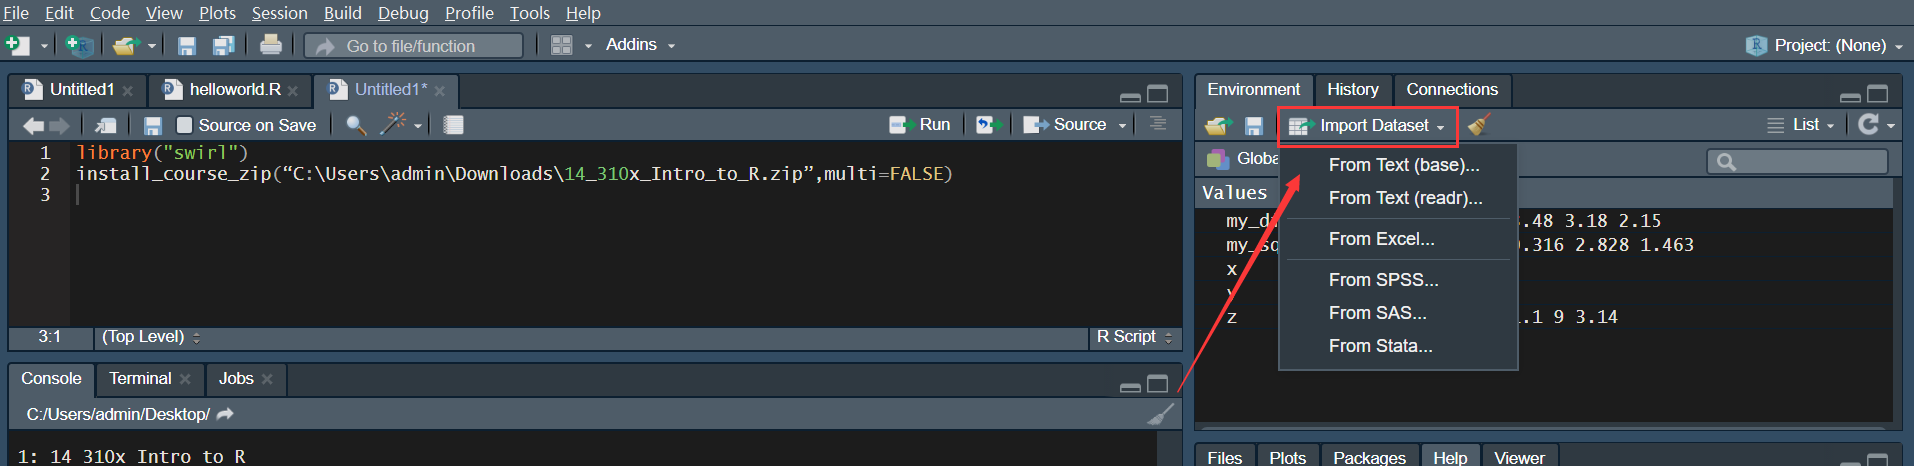 File Edit Code View Plots Session Build Debug Profile Tools Help
Go to file/function Addins Project: (None)
Untitled1 helloworld.R Untitled1*
Source on Save Run Source
1 library("swirl")
2 install_course_zip(“C:\Users\admin\Downloads\14_310x_Intro_to_R.zip”,multi=FALSE)
3
3:1 (Top Level) R Script
Console Terminal Jobs
C:/Users/admin/Desktop/
1: 14 310x Intro to R
Environment History Connections
Import Dataset List
Globa
Values
my_d
.48 3.18 2.15
my_sq
.316 2.828 1.463
x
z
.1 9 3.14
From Text (base)...
From Text (readr)...
From Excel...
From SPSS...
From SAS...
From Stata...
Files Plots Packages Help Viewer